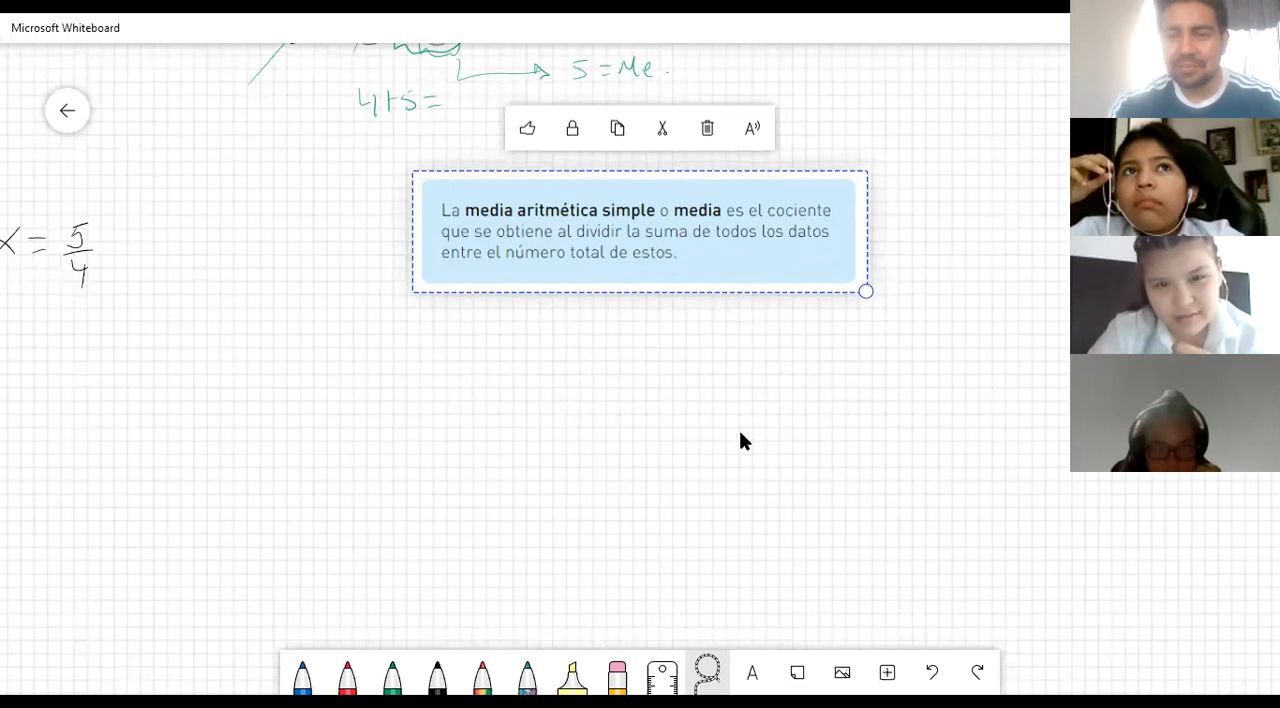 Microsoft Whiteboard
5 = Me.
4+5=
La media aritmética simple o media es el cociente
que se obtiene al dividir la suma de todos los datos
entre el número total de estos.
x = 5
4
A